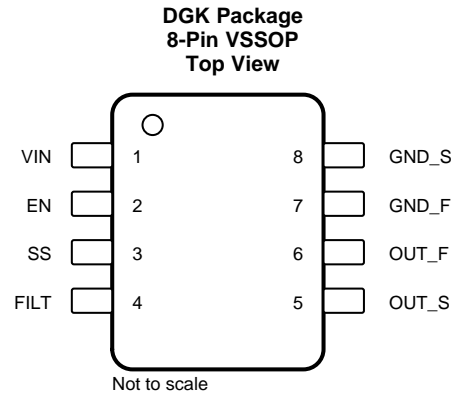 DGK Package
8-Pin VSSOP
Top View
VIN 1 8 GND_S
EN 2 7 GND_F
SS 3 6 OUT_F
FILT 4 5 OUT_S
Not to scale